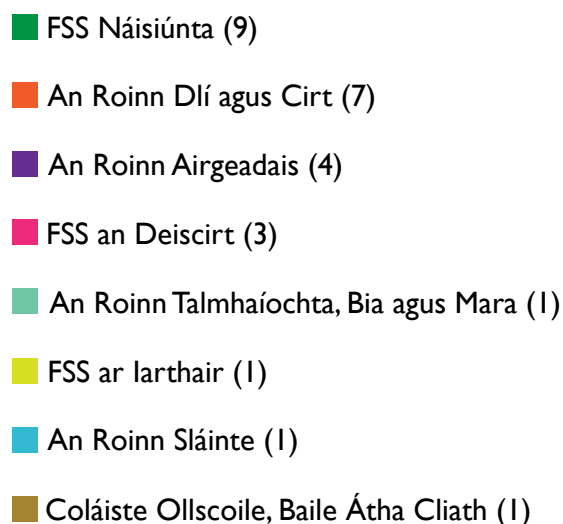 FSS Náisiúnta (9)
An Roinn Dlí agus Cirt (7)
An Roinn Airgeadais (4)
FSS an Deiscirt (3)
An Roinn Talmhaíochta, Bia agus Mara (1)
FSS ar Iarthair (1)
An Roinn Sláinte (1)
Coláiste Ollscoile, Baile Átha Cliath (1)